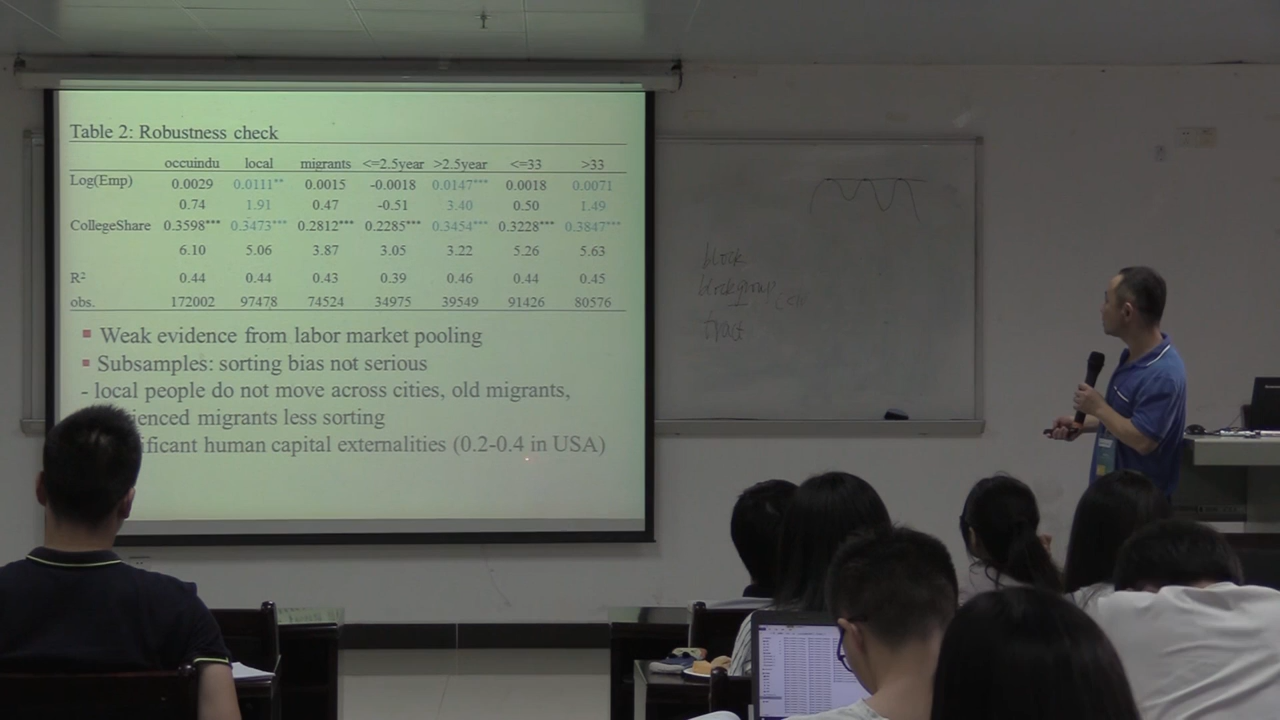 Table 2: Robustness check
occuindu local migrants <=2.5year >2.5year <=33 >33
Log(Emp) 0.0029 0.0111** 0.0015 -0.0018 0.0147*** 0.0018 0.0071
0.74 1.91 0.47 -0.51 3.40 0.50 1.49
CollegeShare 0.3598*** 0.3473*** 0.2812*** 0.2285*** 0.3454*** 0.3228*** 0.3847***
6.10 5.06 3.87 3.05 3.22 5.26 5.63
R² 0.44 0.44 0.43 0.39 0.46 0.44 0.45
obs. 172002 97478 74524 34975 39549 91426 80576
▪ Weak evidence from labor market pooling
▪ Subsamples: sorting bias not serious
- local people do not move across cities, old migrants,
migrants less sorting
human capital externalities (0.2-0.4 in USA)
block
blockgroup
tract